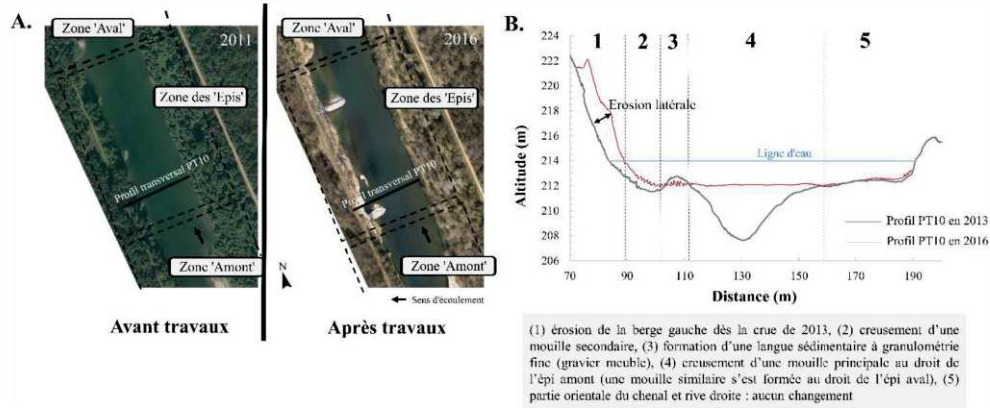 A.
Zone 'Aval'
2011
Zone des 'Epis'
Profil transversal PT10
Zone 'Amont'
Avant travaux
Zone 'Aval'
2016
Zone des 'Epis'
Profil transversal PT10
Zone 'Amont'
N
Sens d'écoulement
Après travaux
B.
1 2 3 4 5
224
222
220
218
216
214
212
210
208
206
Altitude (m)
Erosion latérale
Ligne d'eau
Profil PT10 en 2013
Profil PT10 en 2016
70 90 110 130 150 170 190
Distance (m)
(1) érosion de la berge gauche dès la crue de 2013, (2) creusement d'une
mouille secondaire, (3) formation d'une langue sédimentaire à granulométrie
fine (gravier meuble), (4) creusement d'une mouille principale au droit de
l'épi amont (une mouille similaire s'est formée au droit de l'épi aval), (5)
partie orientale du chenal et rive droite : aucun changement